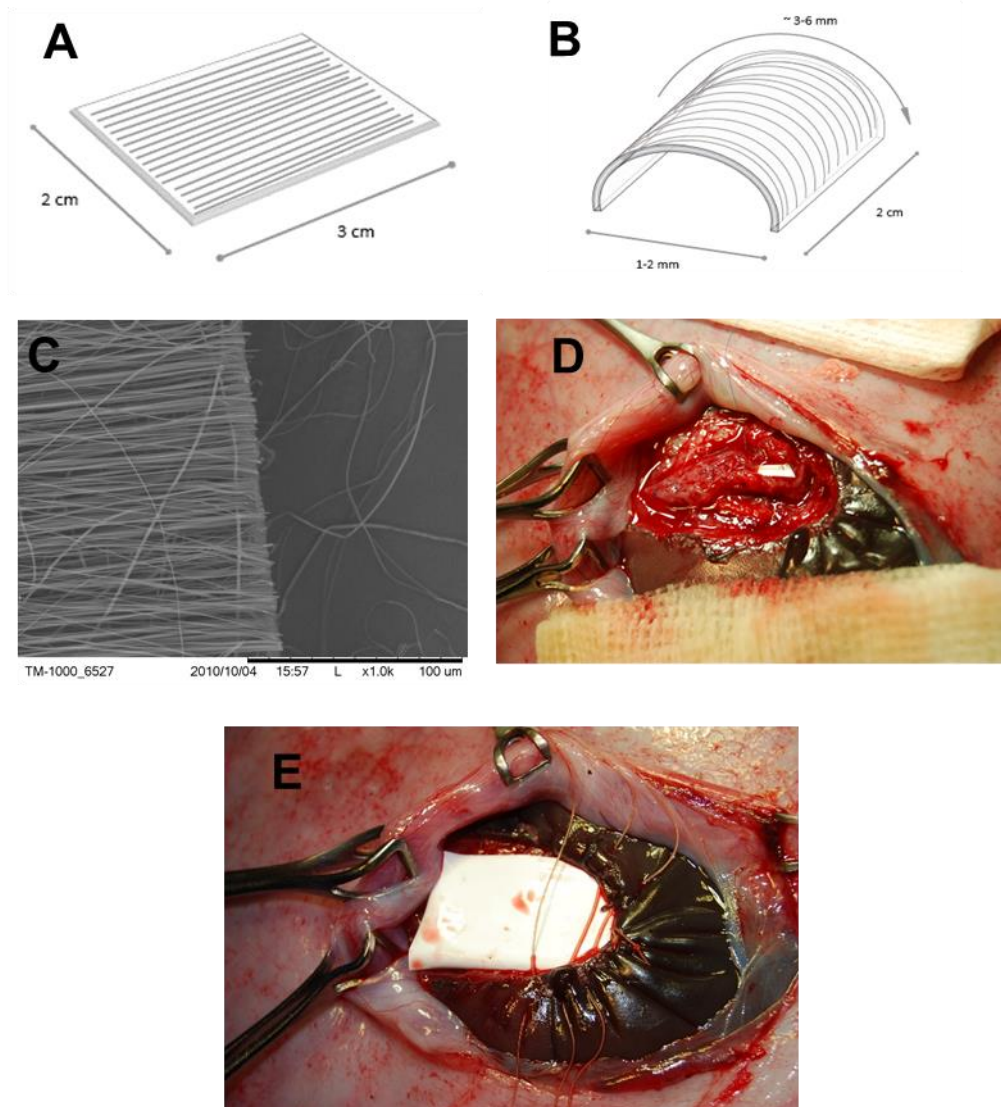 A
B
~ 3-6 mm
2 cm
3 cm
1-2 mm
2 cm
C
D
TM-1000_6527 2010/10/04 15:57 L x1.0k 100 um
E